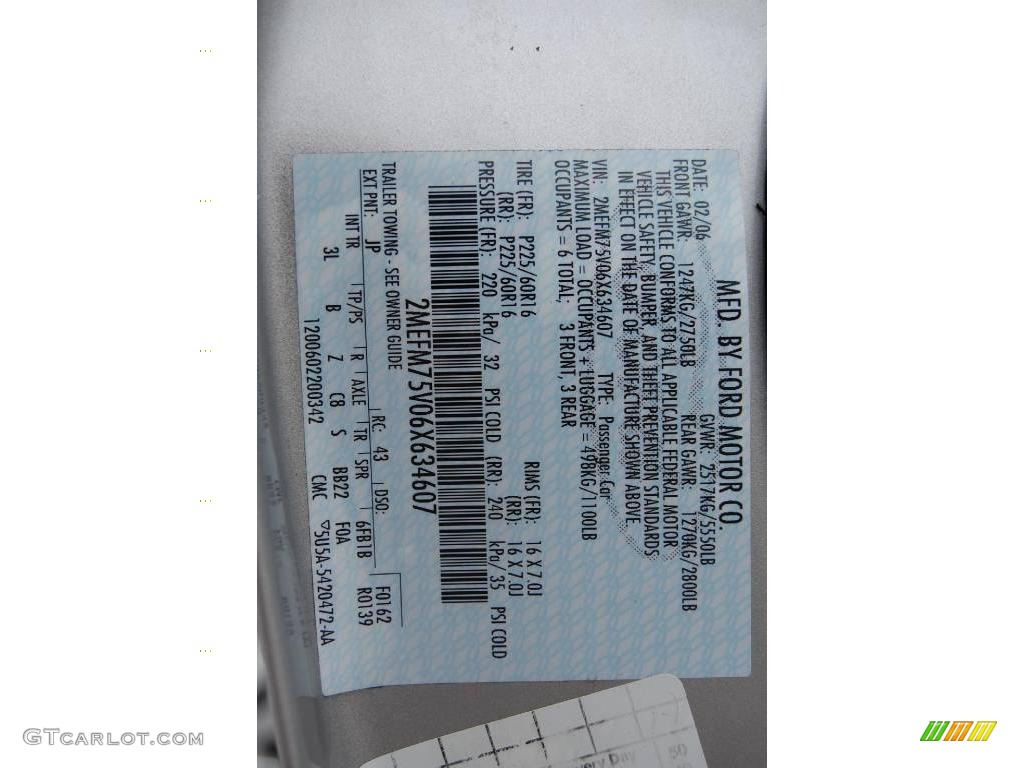 MFD. BY FORD MOTOR CO.
DATE: 02/06 GVWR: 2517KG/5550LB
FRONT GAWR: 1247KG/2750LB REAR GAWR: 1270KG/2800LB
THIS VEHICLE CONFORMS TO ALL APPLICABLE FEDERAL MOTOR
VEHICLE SAFETY, BUMPER, AND THEFT PREVENTION STANDARDS
IN EFFECT ON THE DATE OF MANUFACTURE SHOWN ABOVE.
VIN: 2MEFM75V06X634607 TYPE: Passenger Car
MAXIMUM LOAD = OCCUPANTS + LUGGAGE = 498KG/1100LB
OCCUPANTS = 6 TOTAL; 3 FRONT, 3 REAR
TIRE (FR): P225/60R16 RIMS (FR): 16 X 7.0J
(RR): P225/60R16 (RR): 16 X 7.0J
PRESSURE (FR): 220 kPa/ 32 PSI COLD (RR): 240 kPa/ 35 PSI COLD
2MEFM75V06X634607
TRAILER TOWING - SEE OWNER GUIDE
EXT PNT: JP RC: 43 DSO: F0162
R0139
INT TR TP/PS R AXLE TR SPR 6FB1B
3L B Z C8 S BB22 F0A
1200602200342 CMC ▽5U5A-5420472-AA
Day
50
GTCARLOT.COM